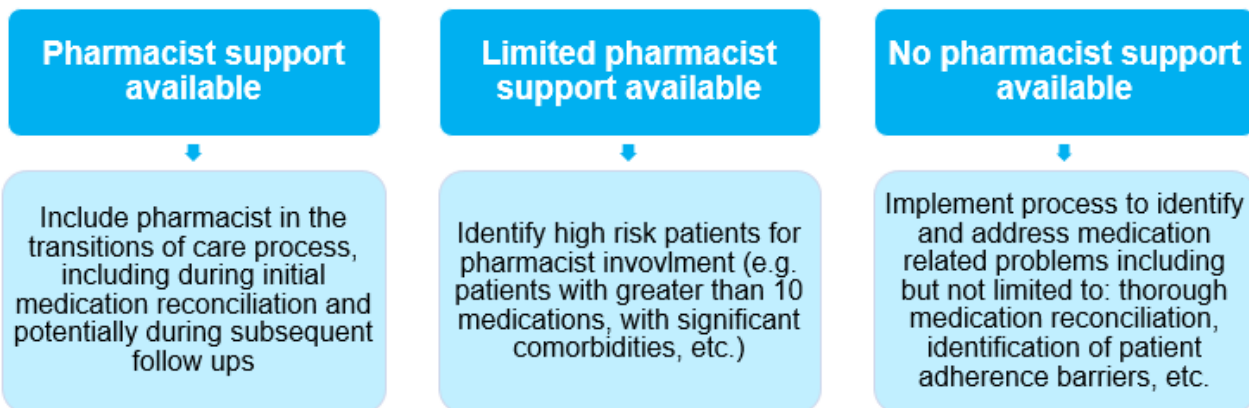 Pharmacist support
available
Include pharmacist in the
transitions of care process,
including during initial
medication reconciliation and
potentially during subsequent
follow ups
Limited pharmacist
support available
Identify high risk patients for
pharmacist invovlment (e.g.
patients with greater than 10
medications, with significant
comorbidities, etc.)
No pharmacist support
available
Implement process to identify
and address medication
related problems including
but not limited to: thorough
medication reconciliation,
identification of patient
adherence barriers, etc.